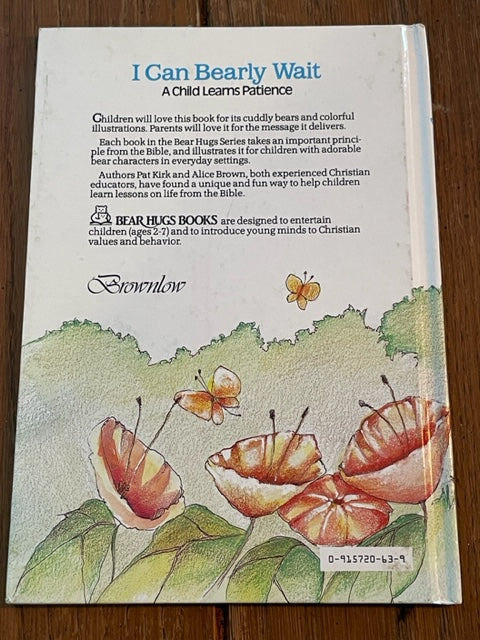 I Can Bearly Wait
A Child Learns Patience
Children will love this book for its cuddly bears and colorful
illustrations. Parents will love it for the message it delivers.
Each book in the Bear Hugs Series takes an important princi-
ple from the Bible, and illustrates it for children with adorable
bear characters in everyday settings.
Authors Pat Kirk and Alice Brown, both experienced Christian
educators, have found a unique and fun way to help children
learn lessons on life from the Bible.
BEAR HUGS BOOKS are designed to entertain
children (ages 2-7) and to introduce young minds to Christian
values and behavior.
Brownlow
0-915720-63-9